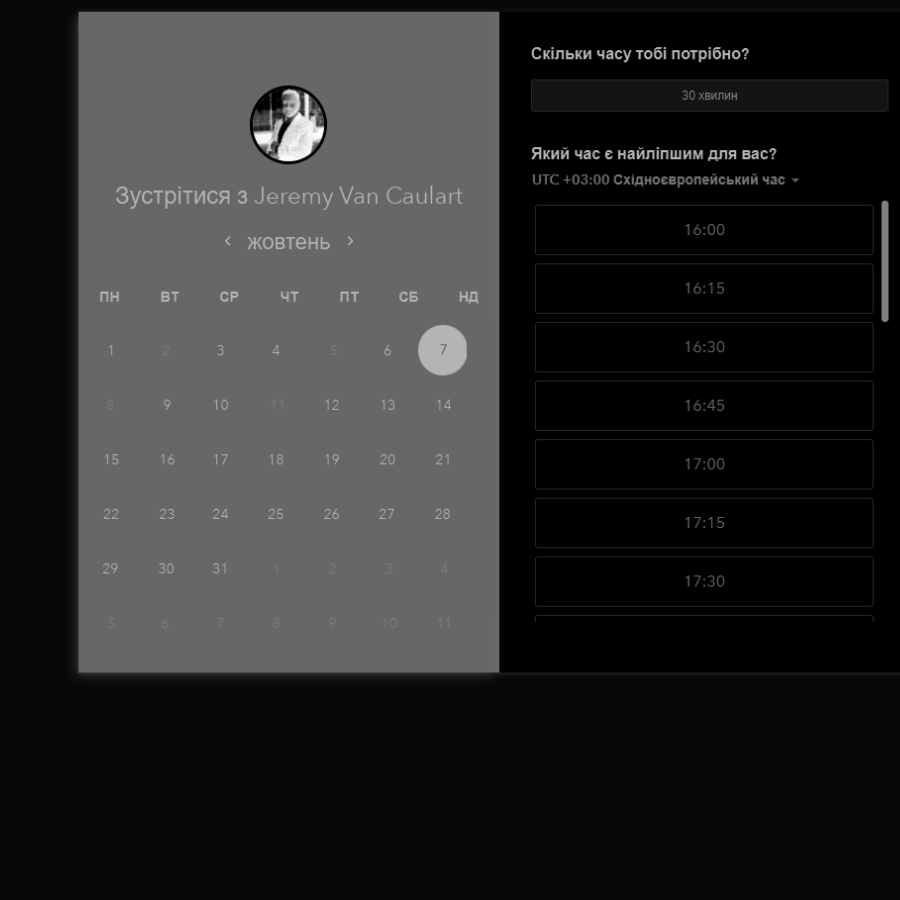 Зустрітися з Jeremy Van Caulart
жовтень
ПН ВТ СР ЧТ ПТ СБ НД
1 2 3 4 5 6 7
8 9 10 11 12 13 14
15 16 17 18 19 20 21
22 23 24 25 26 27 28
29 30 31 1 2 3 4
5 6 7 8 9 10 11
Скільки часу тобі потрібно?
30 хвилин
Який час є найліпшим для вас?
UTC +03:00 Східноєвропейський час
16:00
16:15
16:30
16:45
17:00
17:15
17:30